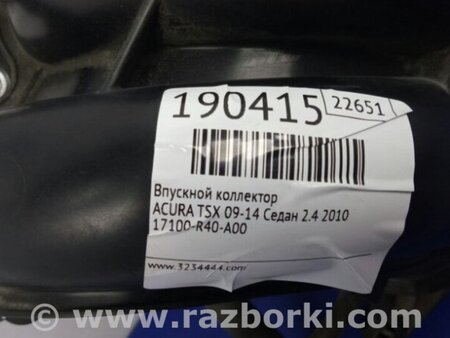 190415 22651
Впускной коллектор
ACURA TSX 09-14 Седан 2.4 2010
17100-R40-A00
www.3234444.com
www.razborki.com